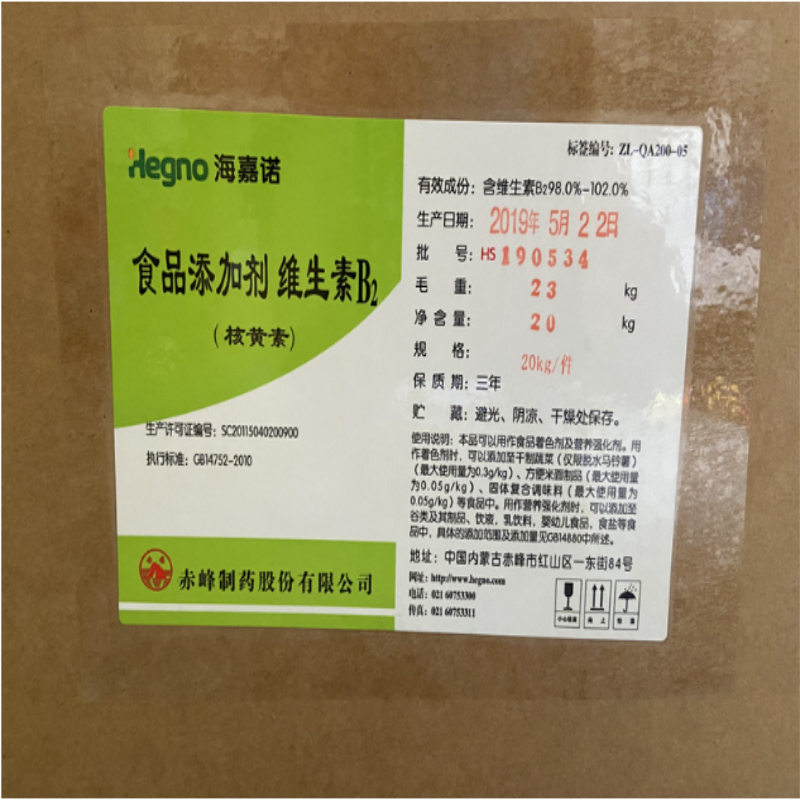 Hegno 海嘉诺
食品添加剂 维生素B2
(核黄素)
生产许可证编号: SC20115040200900
执行标准: GB14752-2010
赤峰制药股份有限公司
标签编号: ZL-QA200-05
有效成份: 含维生素B298.0%-102.0%
生产日期: 2019年 5月 2 2日
批 号: HS190534
毛 重: 23 kg
净含量: 20 kg
规 格: 20kg/件
保质期: 三年
贮 藏: 避光、阴凉、干燥处保存。
使用说明: 本品可以用作食品着色剂及营养强化剂。用
作着色剂时, 可以添加至干制蔬菜(仅限脱水马铃薯)
(最大使用量为0.3g/kg)、方便米面制品(最大使用量
为0.05g/kg)、固体复合调味料(最大使用量为
0.05g/kg)等食品中。用作营养强化剂时, 可以添加至
谷类及其制品、饮液、乳饮料、婴幼儿食品、食盐等食
品中, 具体的添加范围及添加量见GB14880中所述。
地址: 中国内蒙古赤峰市红山区一东街84号
网址: http://www.hegno.com
电话: 021 60753300
传真: 021 60753311
小心轻放 向 上 怕 湿